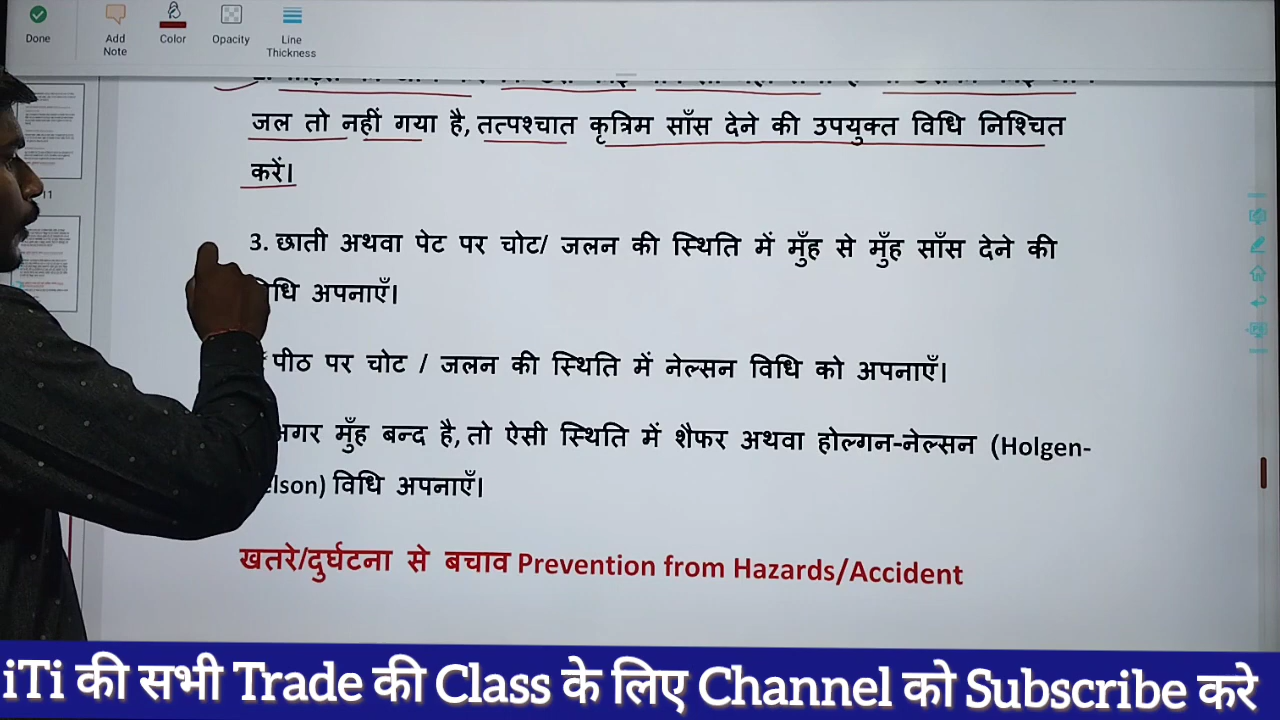 Done
Add
Note
Color
Opacity
Line
Thickness
जल तो नहीं गया है, तत्पश्चात कृत्रिम साँस देने की उपयुक्त विधि निश्चित
करें।
11
3. छाती अथवा पेट पर चोट/ जलन की स्थिति में मुँह से मुँह साँस देने की
अपनाएँ।
पीठ पर चोट / जलन की स्थिति में नेल्सन विधि को अपनाएँ।
मुँह बन्द है, तो ऐसी स्थिति में शैफर अथवा होल्गन-नेल्सन (Holgen-
विधि अपनाएँ।
खतरे/दुर्घटना से बचाव Prevention from Hazards/Accident
iTi की सभी Trade की Class के लिए Channel को Subscribe करे